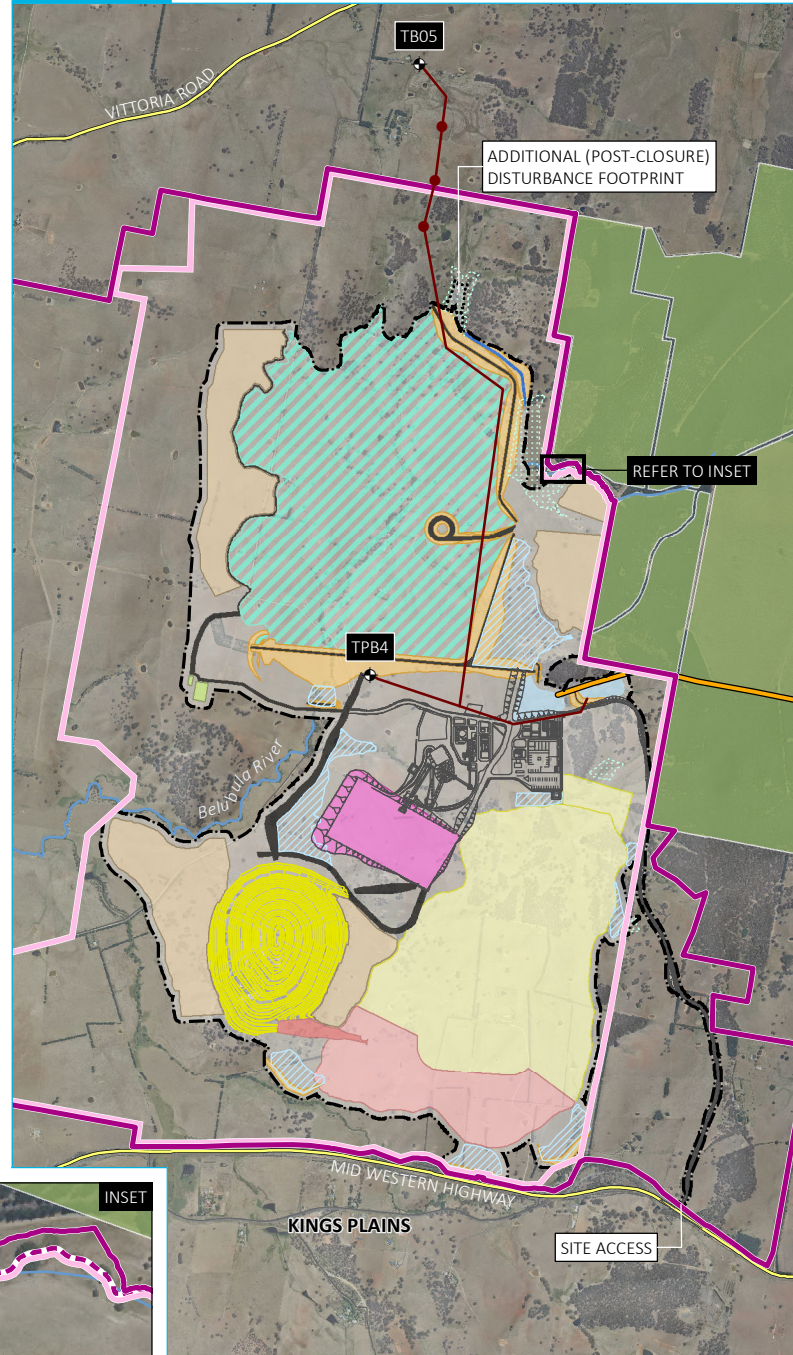 TB05
VITTORIA ROAD
ADDITIONAL (POST-CLOSURE)
DISTURBANCE FOOTPRINT
REFER TO INSET
TPB4
Belubula River
MID WESTERN HIGHWAY
INSET
KINGS PLAINS
SITE ACCESS